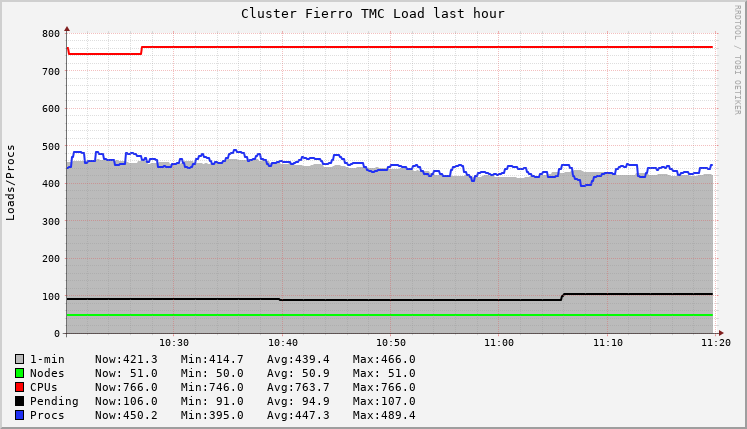 Cluster Fierro TMC Load last hour
RRDTOOL / TOBI OETIKER
Loads/Procs
800
700
600
500
400
300
200
100
0
10:30 10:40 10:50 11:00 11:10 11:20
1-min Now:421.3 Min:414.7 Avg:439.4 Max:466.0
Nodes Now: 51.0 Min: 50.0 Avg: 50.9 Max: 51.0
CPUs Now:766.0 Min:746.0 Avg:763.7 Max:766.0
Pending Now:106.0 Min: 91.0 Avg: 94.9 Max:107.0
Procs Now:450.2 Min:395.0 Avg:447.3 Max:489.4